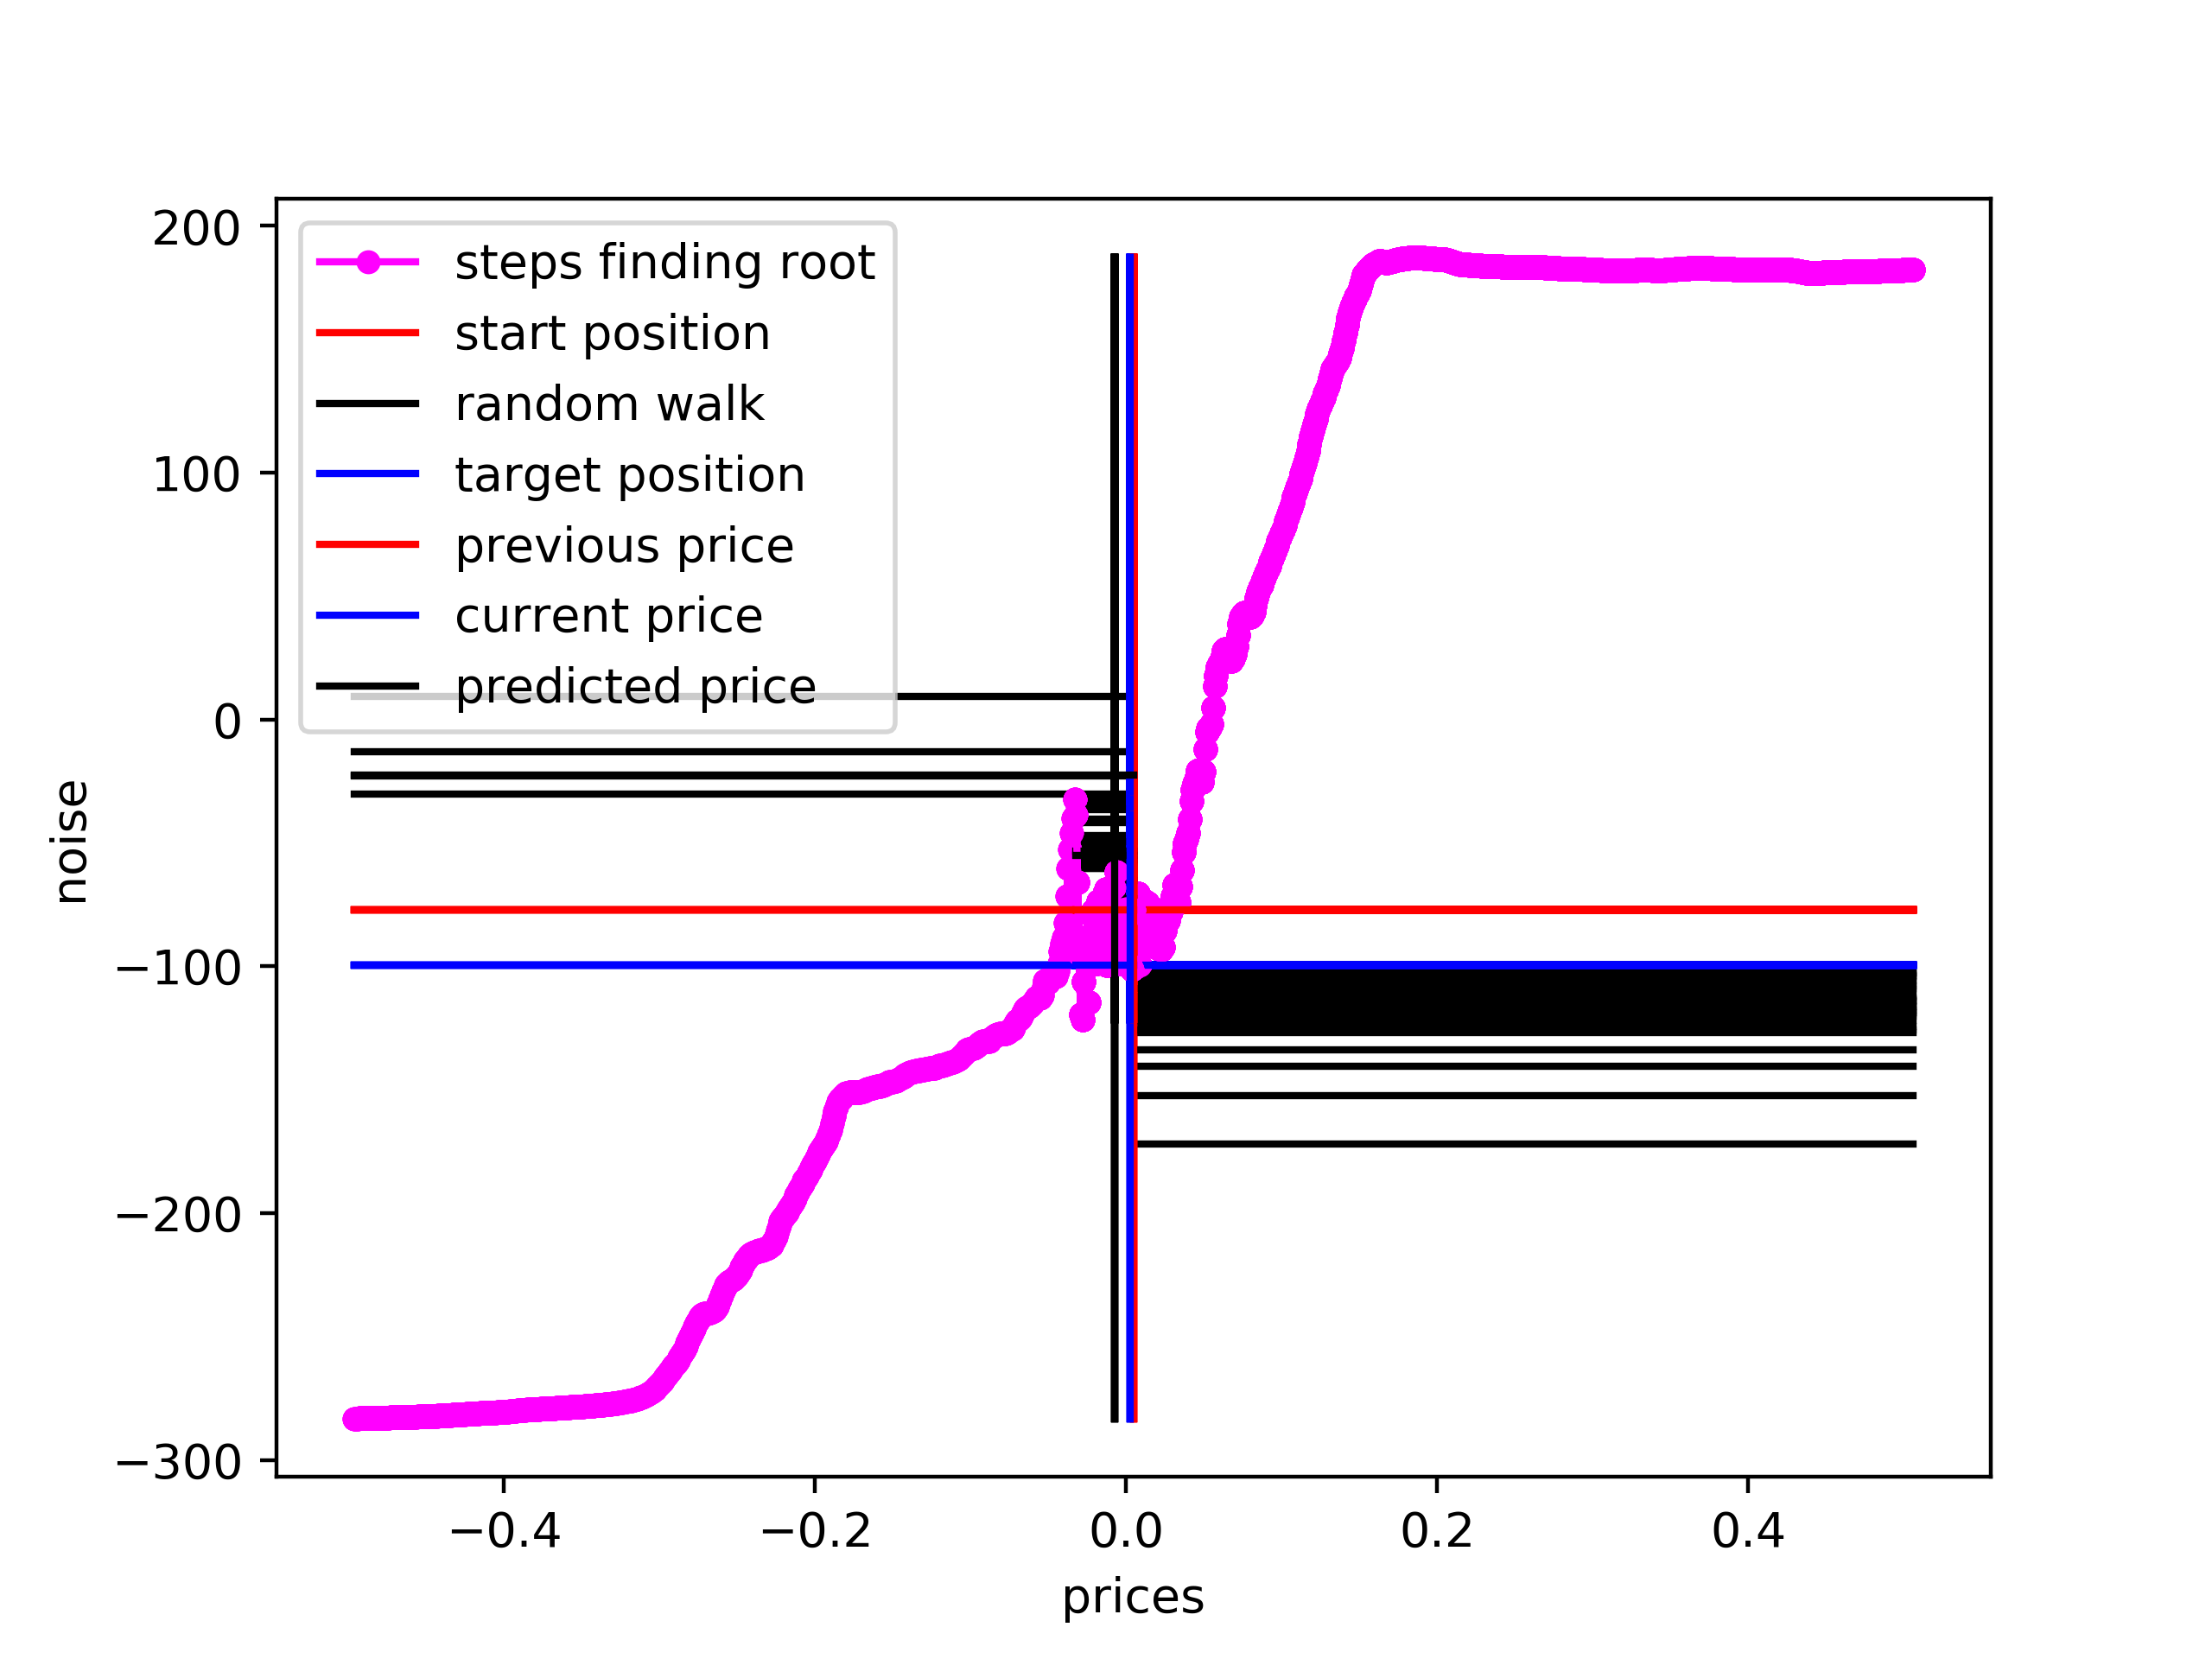 steps finding root
start position
random walk
target position
previous price
current price
predicted price
200
100
0
−100
−200
−300
noise
−0.4
−0.2
0.0
0.2
0.4
prices